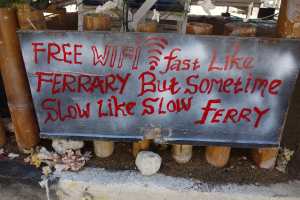 FREE WIFI fast Like
FERRARY But Sometime
Slow Like Slow FERRY